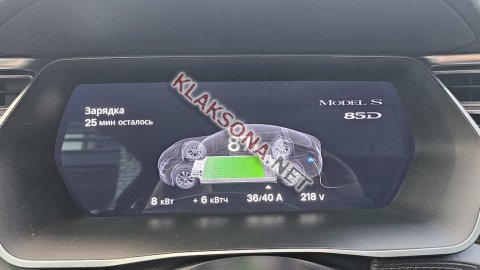 Зарядка
25 мин осталось
MODEL S
85D
KLAKSONA.NET
8 кВт
+ 6 кВтч
36/40 A
218 v